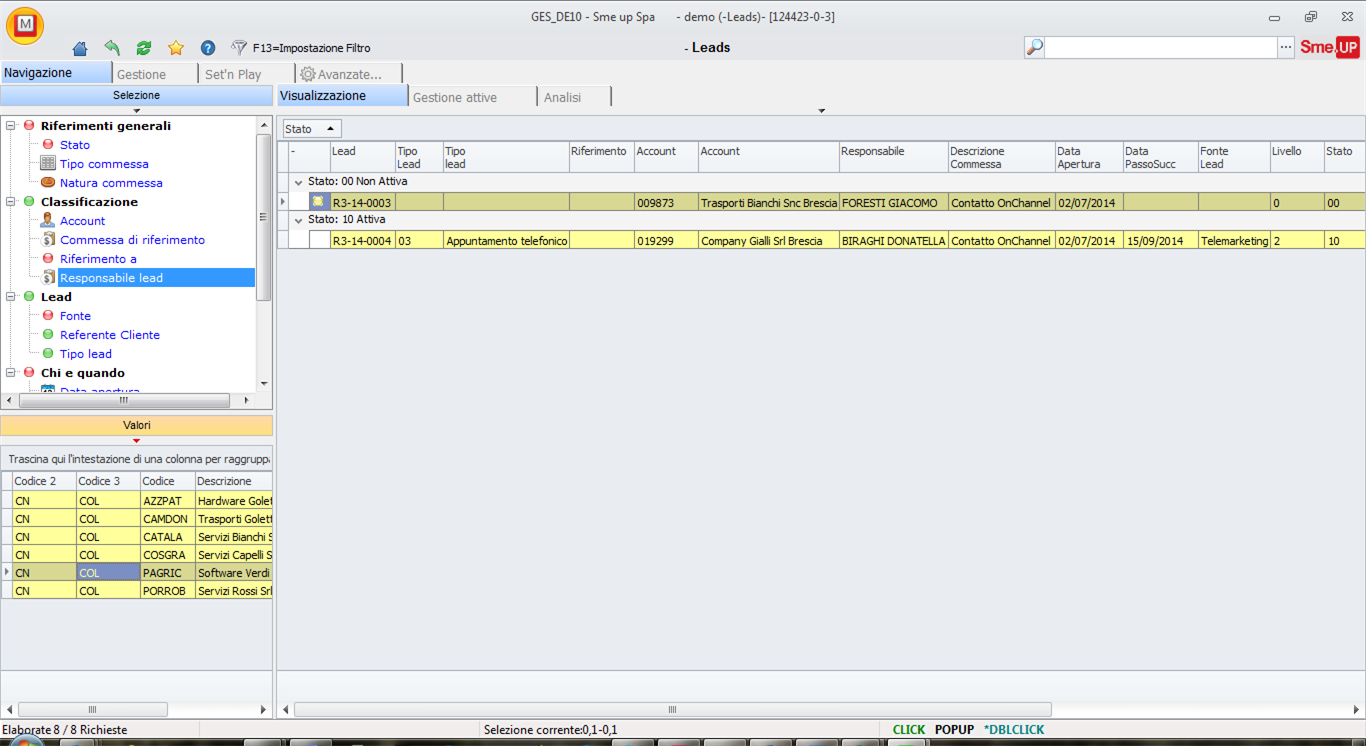 GES_DE10 - Sme up Spa - demo (-Leads)- [124423-0-3]
M
F13=Impostazione Filtro
- Leads
Sme.UP
Navigazione
Gestione
Set'n Play
Avanzate...
Selezione
Visualizzazione
Gestione attive
Analisi
Riferimenti generali
Stato
Tipo commessa
Natura commessa
Classificazione
Account
Commessa di riferimento
Riferimento a
Responsabile lead
Lead
Fonte
Referente Cliente
Tipo lead
Chi e quando
Data apertura
Valori
Trascina qui l'intestazione di una colonna per raggruppa
Codice 2 Codice 3 Codice Descrizione
CN COL AZZPAT Hardware Golet
CN COL CAMDON Trasporti Golett
CN COL CATALA Servizi Bianchi S
CN COL COSGRA Servizi Capelli S
CN COL PAGRIC Software Verdi
CN COL PORROB Servizi Rossi Srl
Stato
- Lead Tipo Lead Tipo lead Riferimento Account Account Responsabile Descrizione Commessa Data Apertura Data PassoSucc Fonte Lead Livello Stato
Stato: 00 Non Attiva
R3-14-0003 009873 Trasporti Bianchi Snc Brescia FORESTI GIACOMO Contatto OnChannel 02/07/2014 0 00
Stato: 10 Attiva
R3-14-0004 03 Appuntamento telefonico 019299 Company Gialli Srl Brescia BIRAGHI DONATELLA Contatto OnChannel 02/07/2014 15/09/2014 Telemarketing 2 10
Elaborate 8 / 8 Richieste
Selezione corrente:0,1-0,1
CLICK POPUP *DBLCLICK